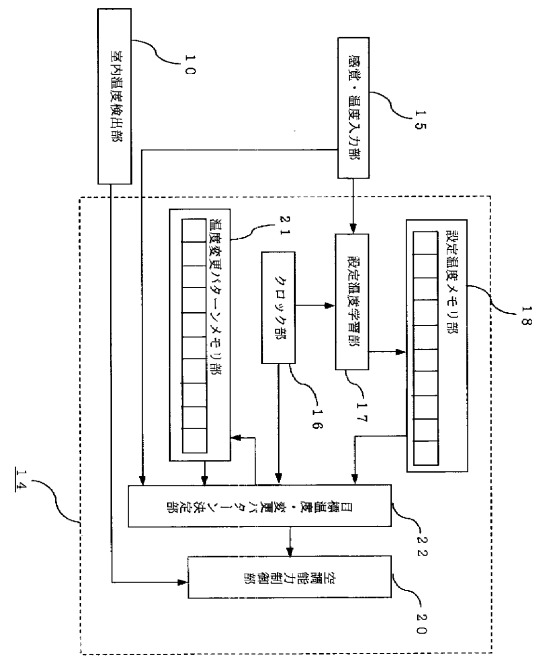 10
室内温度検出部
15
感覚・温度入力部
21
温度変更パターンメモリ部
クロック部
16
設定温度学習部
17
設定温度メモリ部
18
目標温度・変更パターン決定部
22
空調能力制御部
20
14